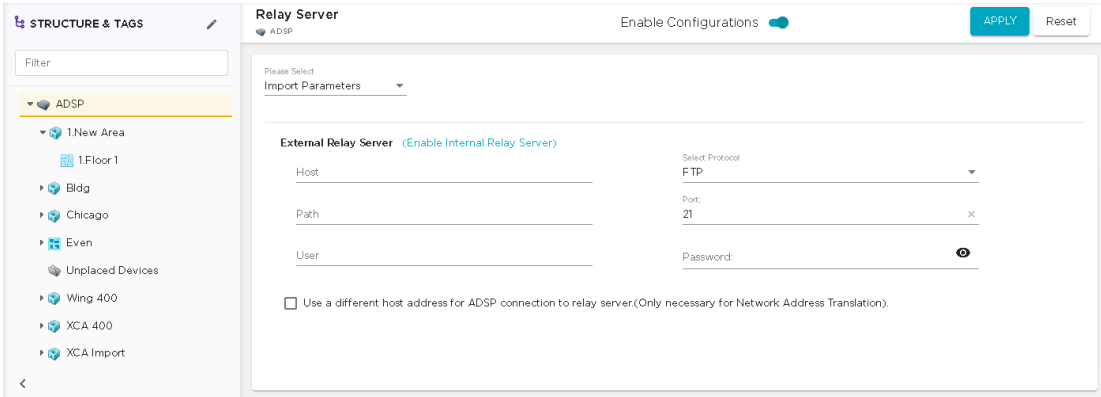 STRUCTURE & TAGS
Filter
ADSP
1.New Area
1.Floor 1
Bldg
Chicago
Even
Unplaced Devices
Wing 400
XCA 400
XCA Import
Relay Server
ADSP
Enable Configurations
APPLY
Reset
Please Select
Import Parameters
External Relay Server (Enable Internal Relay Server)
Host
Select Protocol
FTP
Path
Port:
21
User
Password:
Use a different host address for ADSP connection to relay server.(Only necessary for Network Address Translation).